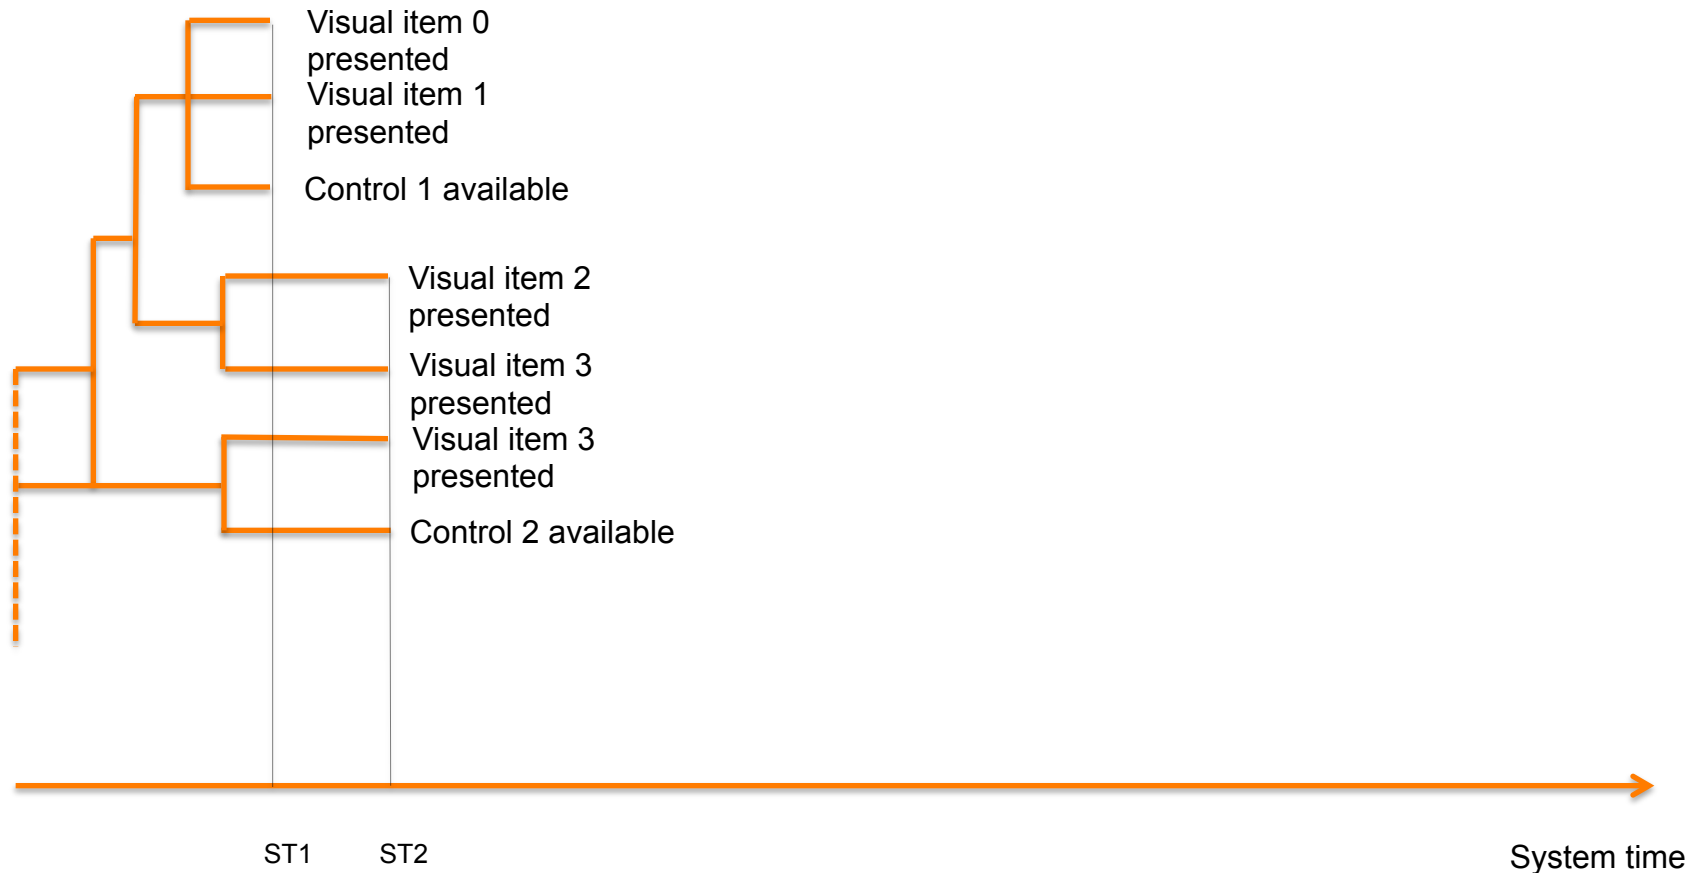 Visual item 0
presented
Visual item 1
presented
Control 1 available
Visual item 2
presented
Visual item 3
presented
Visual item 3
presented
Control 2 available
ST1
ST2
System time